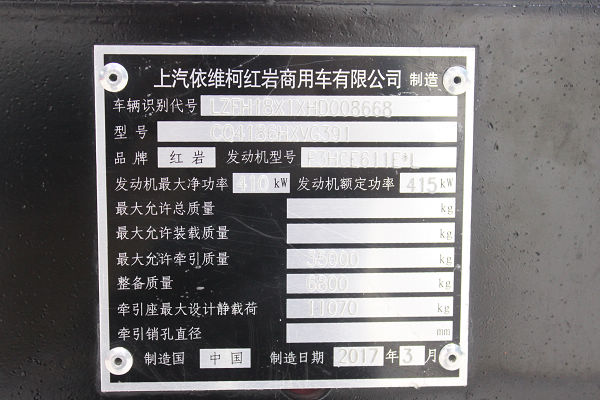 上汽依维柯红岩商用车有限公司 制造
车辆识别代号 LZFH18X1XHD008668
型号 CQ4186HXVG391
品牌 红岩 发动机型号 F3HCE611E*L
发动机最大净功率 410 kW 发动机额定功率 415 kW
最大允许总质量 kg
最大允许装载质量 kg
最大允许牵引质量 35900 kg
整备质量 6800 kg
牵引座最大设计静载荷 11070 kg
牵引销孔直径 mm
制造国 中国 制造日期 2017 年 3 月